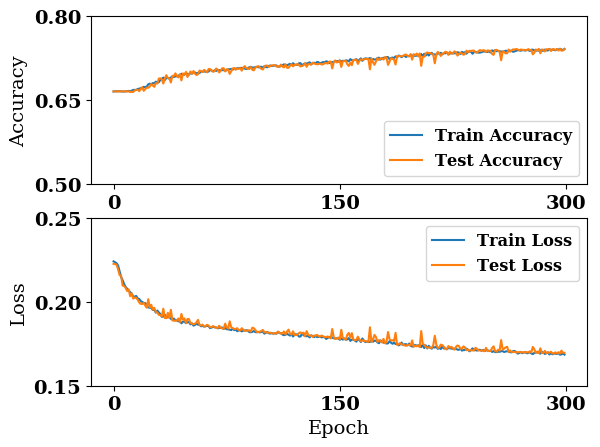 0.80
0.65
0.50
Accuracy
Train Accuracy
Test Accuracy
0 150 300
0.25
0.20
0.15
Loss
Train Loss
Test Loss
0 150 300
Epoch